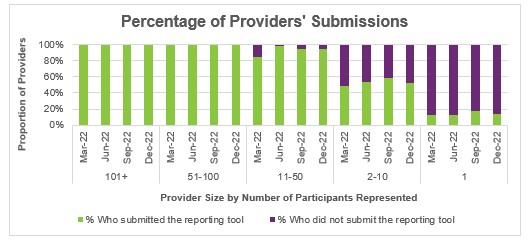 Percentage of Providers' Submissions
Proportion of Providers
100%
80%
60%
40%
20%
0%
Mar-22 Jun-22 Sep-22 Dec-22 Mar-22 Jun-22 Sep-22 Dec-22 Mar-22 Jun-22 Sep-22 Dec-22 Mar-22 Jun-22 Sep-22 Dec-22 Mar-22 Jun-22 Sep-22 Dec-22
101+ 51-100 11-50 2-10 1
Provider Size by Number of Participants Represented
% Who submitted the reporting tool % Who did not submit the reporting tool